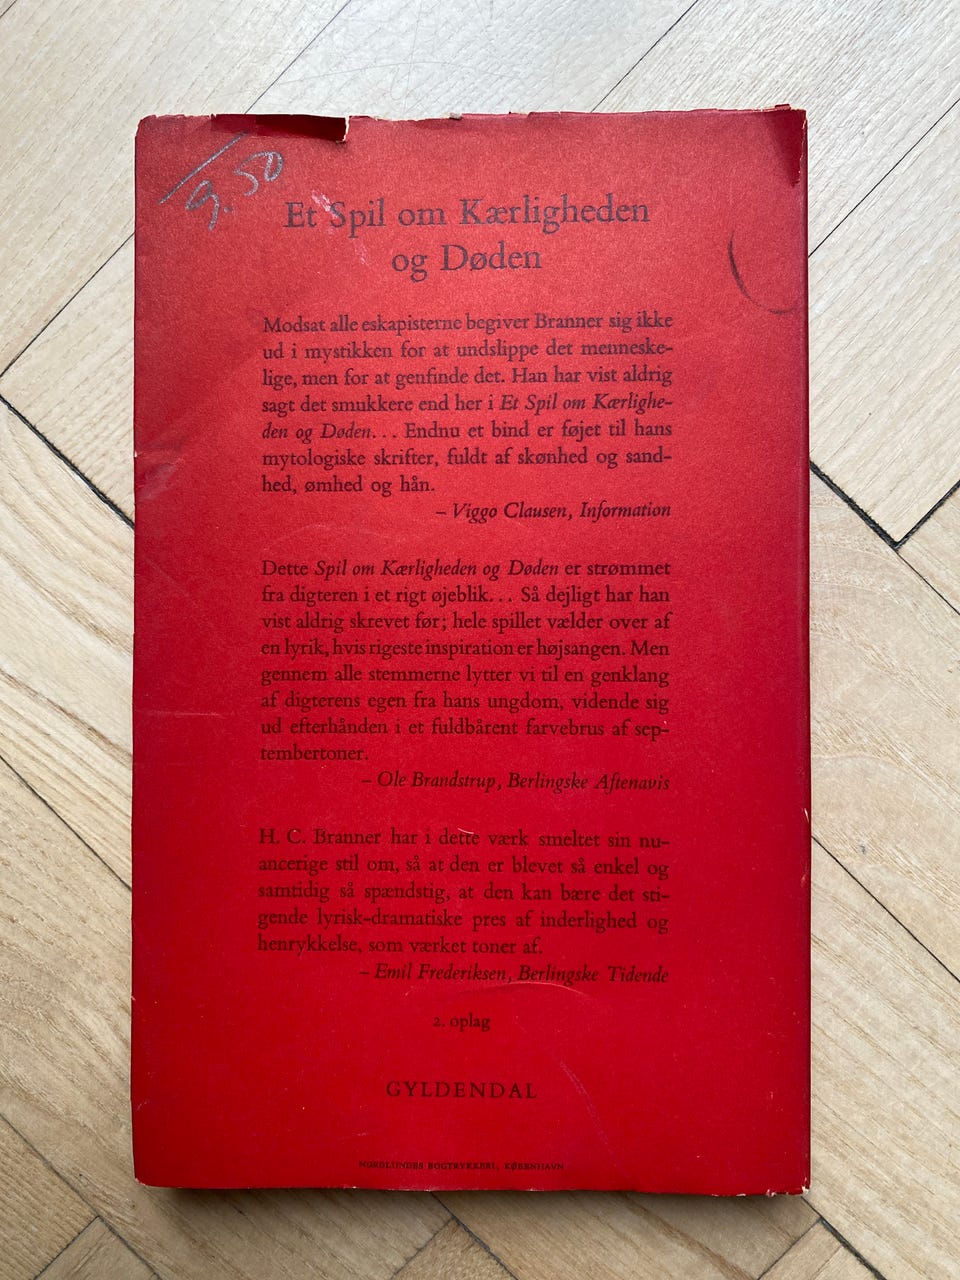 9.50
Et Spil om Kærligheden
og Døden
Modsat alle eskapisterne begiver Branner sig ikke
ud i mystikken for at undslippe det menneske-
lige, men for at genfinde det. Han har vist aldrig
sagt det smukkere end her i Et Spil om Kærlighe-
den og Døden... Endnu et bind er føjet til hans
mytologiske skrifter, fuldt af skønhed og sand-
hed, ømhed og hån.
– Viggo Clausen, Information
Dette Spil om Kærligheden og Døden er strømmet
fra digteren i et rigt øjeblik... Så dejligt har han
vist aldrig skrevet før; hele spillet vælder over af
en lyrik, hvis rigeste inspiration er højsangen. Men
gennem alle stemmerne lytter vi til en genklang
af digterens egen fra hans ungdom, vidende sig
ud efterhånden i et fuldbårent farvebrus af sep-
tembertoner.
– Ole Brandstrup, Berlingske Aftenavis
H. C. Branner har i dette værk smeltet sin nu-
ancerige stil om, så at den er blevet så enkel og
samtidig så spændstig, at den kan bære det sti-
gende lyrisk-dramatiske pres af inderlighed og
henrykkelse, som værket toner af.
– Emil Frederiksen, Berlingske Tidende
2. oplag
GYLDENDAL
NORDLUNDES BOGTRYKKERI, KØBENHAVN